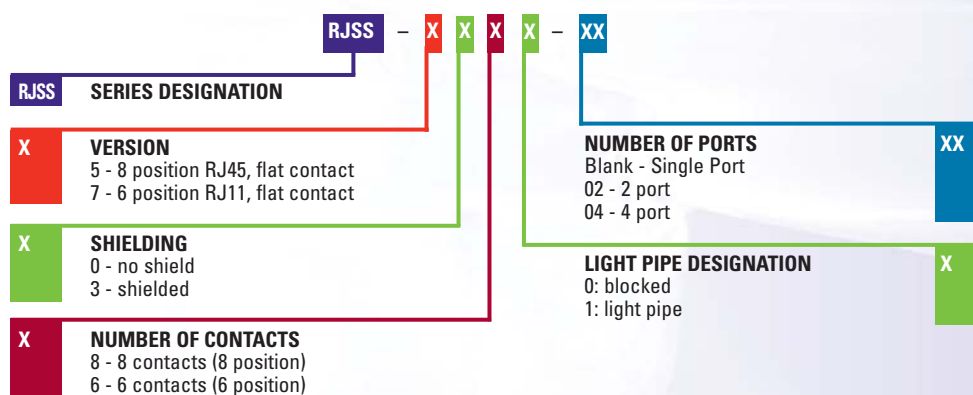 RJSS – X X X X – XX
RJSS SERIES DESIGNATION
X VERSION
5 - 8 position RJ45, flat contact
7 - 6 position RJ11, flat contact
X SHIELDING
0 - no shield
3 - shielded
X NUMBER OF CONTACTS
8 - 8 contacts (8 position)
6 - 6 contacts (6 position)
NUMBER OF PORTS XX
Blank - Single Port
02 - 2 port
04 - 4 port
LIGHT PIPE DESIGNATION X
0: blocked
1: light pipe